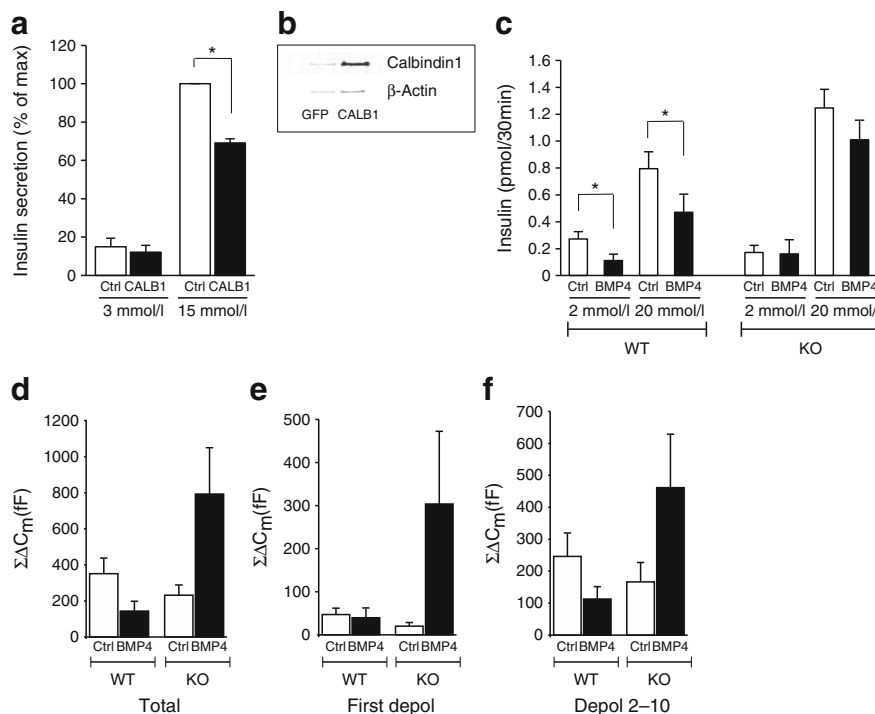 a
Insulin secretion (% of max)
120
100
80
60
40
20
0
*
Ctrl CALB1 Ctrl CALB1
3 mmol/l 15 mmol/l
b
Calbindin1
β-Actin
GFP CALB1
c
Insulin (pmol/30min)
1.6
1.4
1.2
1.0
0.8
0.6
0.4
0.2
0
*
*
Ctrl BMP4 Ctrl BMP4 Ctrl BMP4 Ctrl BMP4
2 mmol/l 20 mmol/l 2 mmol/l 20 mmol/l
WT KO
d
ΣΔCm(fF)
1200
1000
800
600
400
200
0
Ctrl BMP4 Ctrl BMP4
WT KO
Total
e
ΣΔCm(fF)
500
400
300
200
100
50
0
Ctrl BMP4 Ctrl BMP4
WT KO
First depol
f
ΣΔCm(fF)
700
600
500
400
300
200
100
0
Ctrl BMP4 Ctrl BMP4
WT KO
Depol 2–10